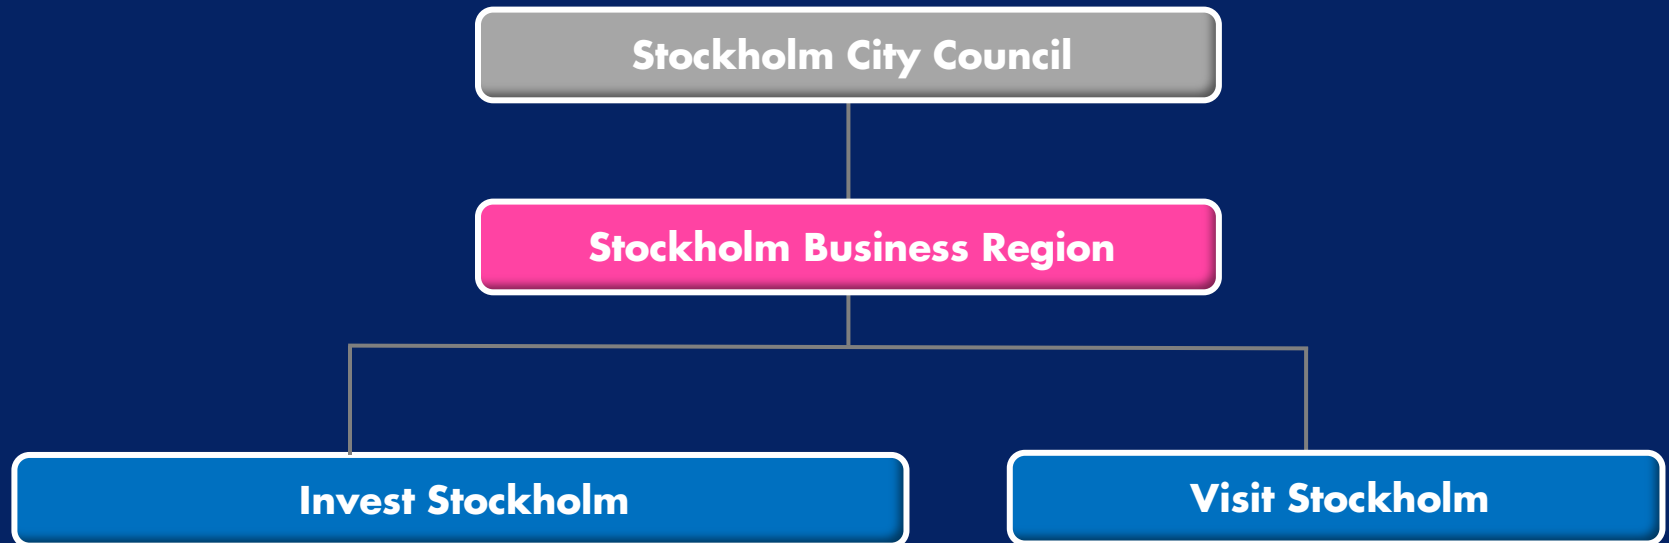 Stockholm City Council
Stockholm Business Region
Invest Stockholm
Visit Stockholm